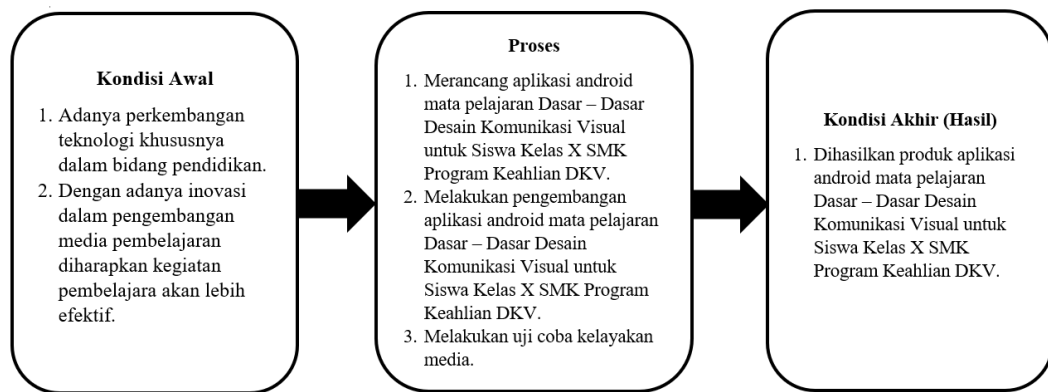 Kondisi Awal
1. Adanya perkembangan
teknologi khususnya
dalam bidang pendidikan.
2. Dengan adanya inovasi
dalam pengembangan
media pembelajaran
diharapkan kegiatan
pembelajara akan lebih
efektif.
Proses
1. Merancang aplikasi android
mata pelajaran Dasar – Dasar
Desain Komunikasi Visual
untuk Siswa Kelas X SMK
Program Keahlian DKV.
2. Melakukan pengembangan
aplikasi android mata pelajaran
Dasar – Dasar Desain
Komunikasi Visual untuk
Siswa Kelas X SMK Program
Keahlian DKV.
3. Melakukan uji coba kelayakan
media.
Kondisi Akhir (Hasil)
1. Dihasilkan produk aplikasi
android mata pelajaran
Dasar – Dasar Desain
Komunikasi Visual untuk
Siswa Kelas X SMK
Program Keahlian DKV.